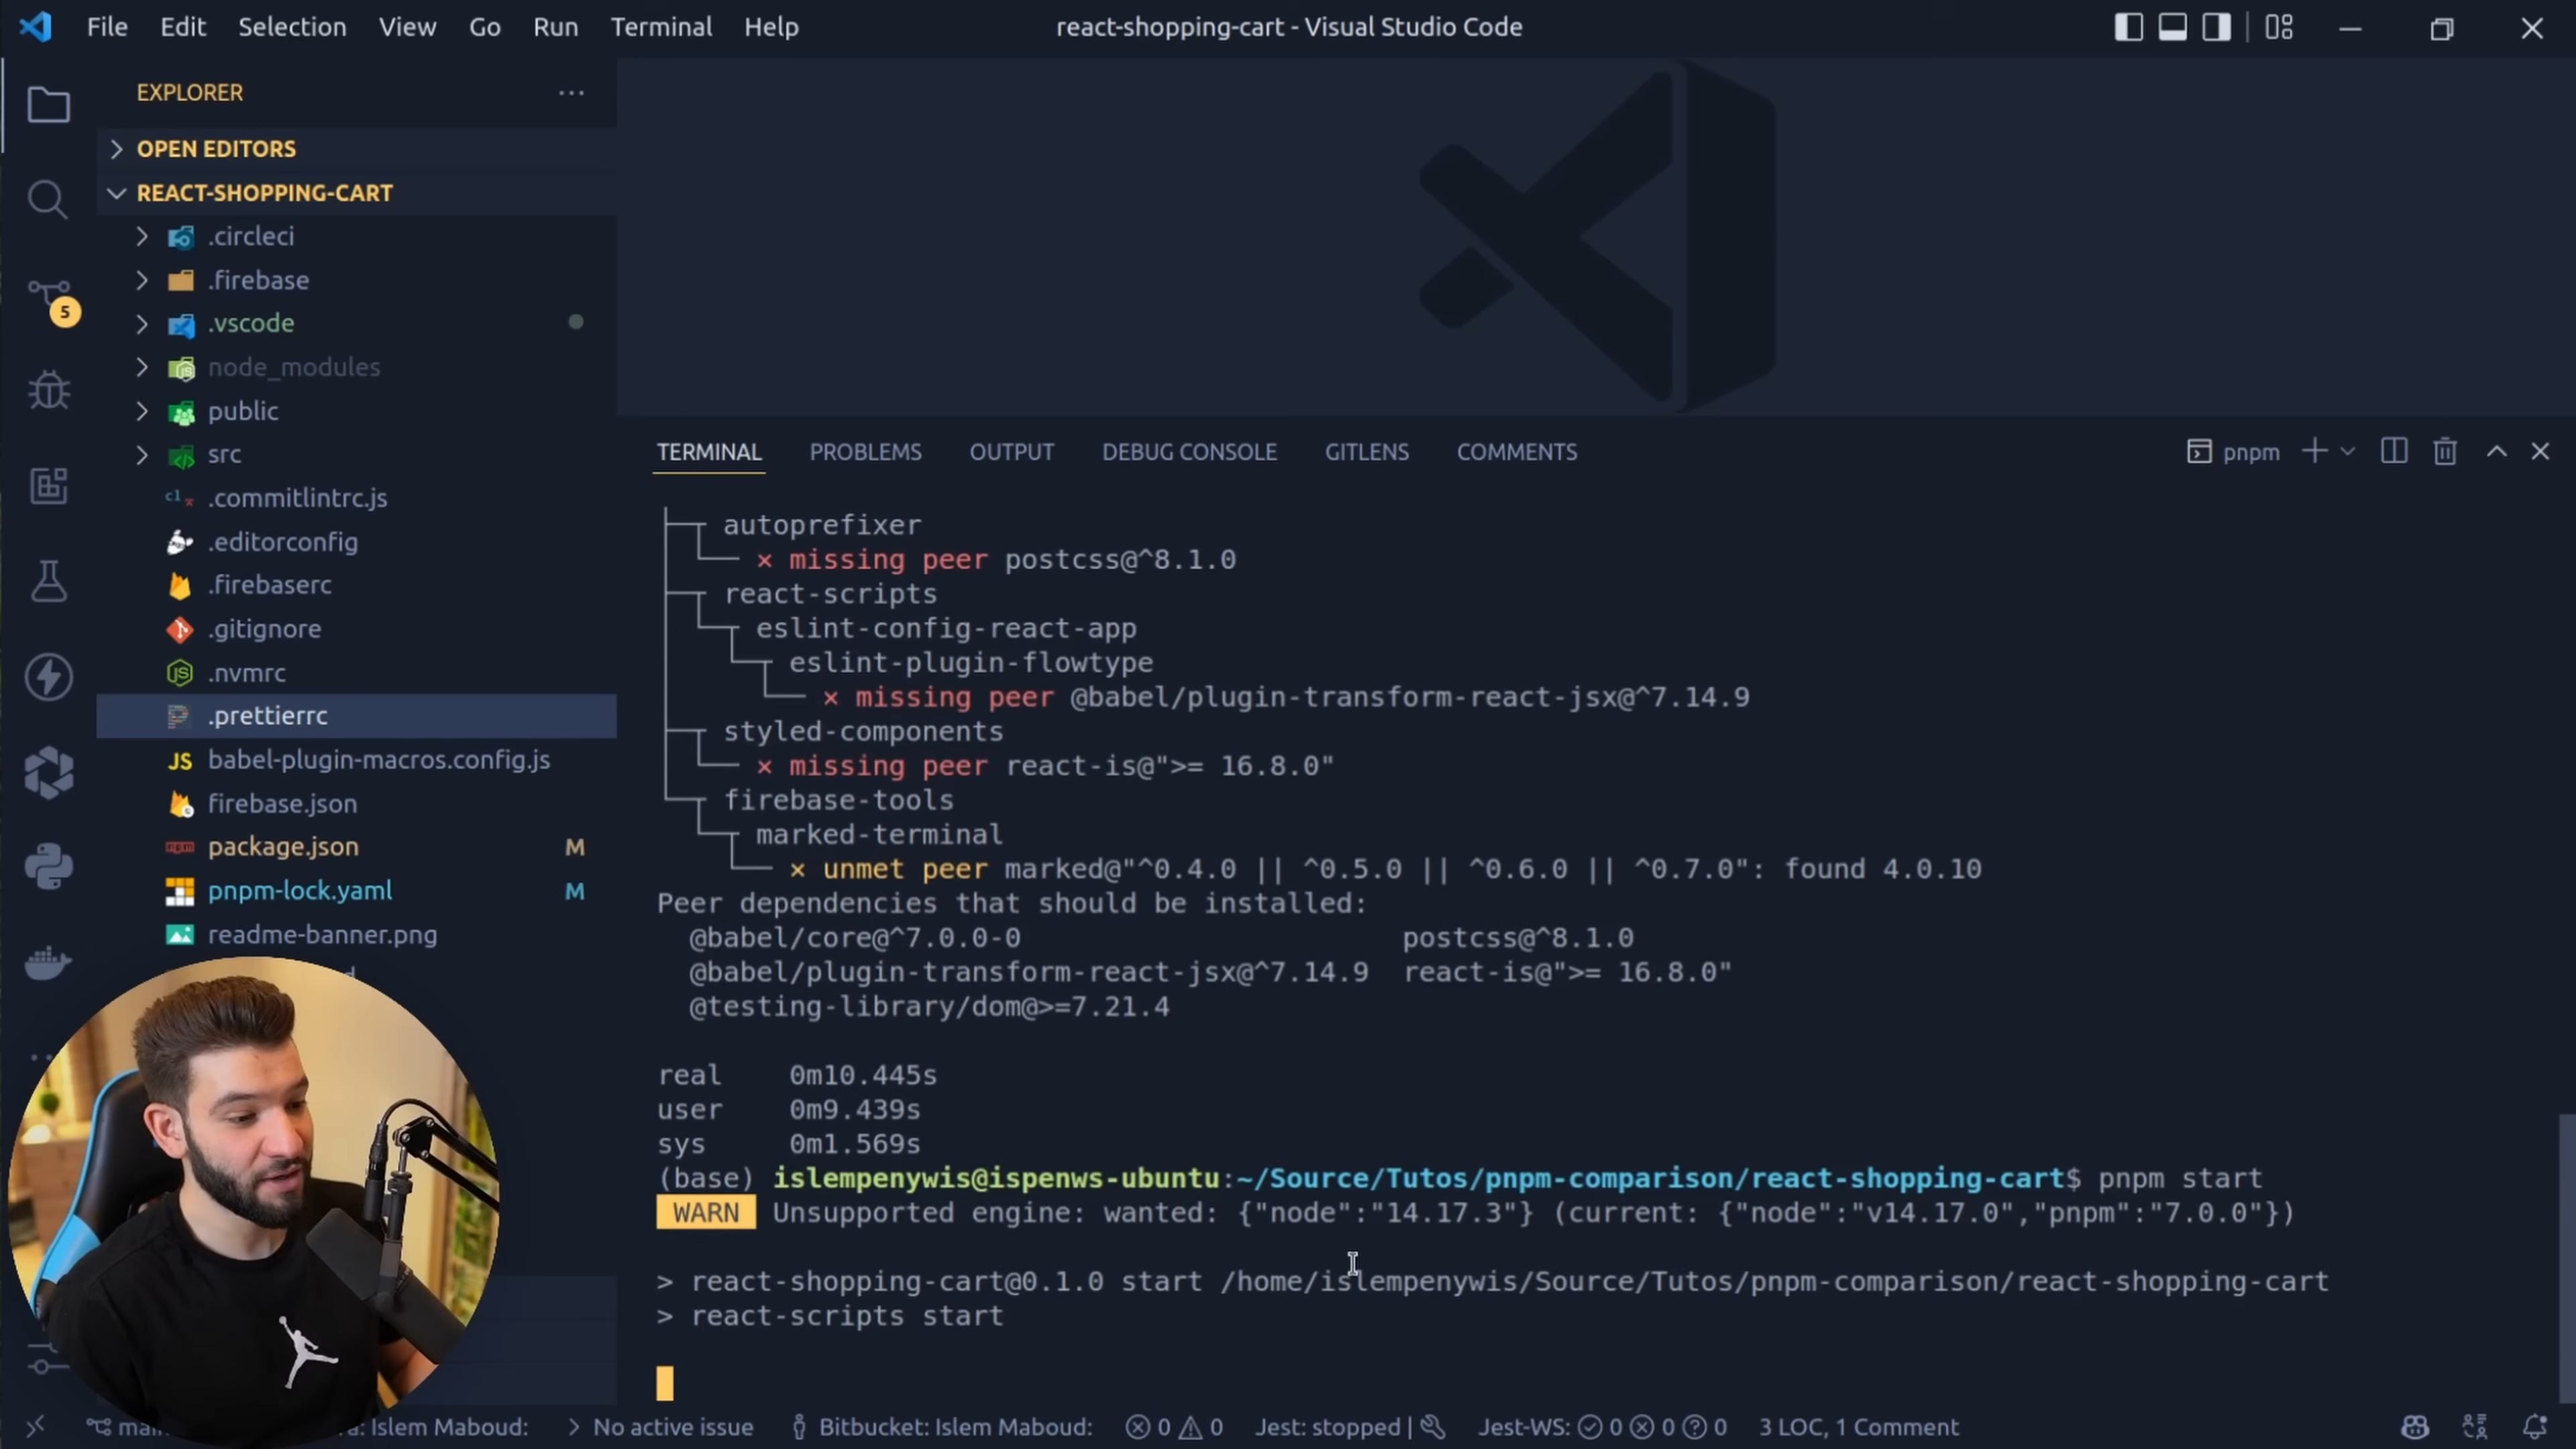 File Edit Selection View Go Run Terminal Help
react-shopping-cart - Visual Studio Code
EXPLORER
OPEN EDITORS
REACT-SHOPPING-CART
.circleci
.firebase
5
.vscode
node_modules
public
src
.commitlintrc.js
.editorconfig
.firebaserc
.gitignore
.nvmrc
.prettierrc
JS babel-plugin-macros.config.js
firebase.json
package.json M
pnpm-lock.yaml M
readme-banner.png
TERMINAL PROBLEMS OUTPUT DEBUG CONSOLE GITLENS COMMENTS
pnpm
autoprefixer
× missing peer postcss@^8.1.0
react-scripts
eslint-config-react-app
eslint-plugin-flowtype
× missing peer @babel/plugin-transform-react-jsx@^7.14.9
styled-components
× missing peer react-is@">= 16.8.0"
firebase-tools
marked-terminal
× unmet peer marked@"^0.4.0 || ^0.5.0 || ^0.6.0 || ^0.7.0": found 4.0.10
Peer dependencies that should be installed:
@babel/core@^7.0.0-0 postcss@^8.1.0
@babel/plugin-transform-react-jsx@^7.14.9 react-is@">= 16.8.0"
@testing-library/dom@>=7.21.4
real 0m10.445s
user 0m9.439s
sys 0m1.569s
(base) islempenywis@ispenws-ubuntu:~/Source/Tutos/pnpm-comparison/react-shopping-cart$ pnpm start
WARN Unsupported engine: wanted: {"node":"14.17.3"} (current: {"node":"v14.17.0","pnpm":"7.0.0"})
> react-shopping-cart@0.1.0 start /home/islempenywis/Source/Tutos/pnpm-comparison/react-shopping-cart
> react-scripts start
Islem Maboud: No active issue Bitbucket: Islem Maboud: 0 0 Jest: stopped | Jest-WS: 0 0 0 3 LOC, 1 Comment